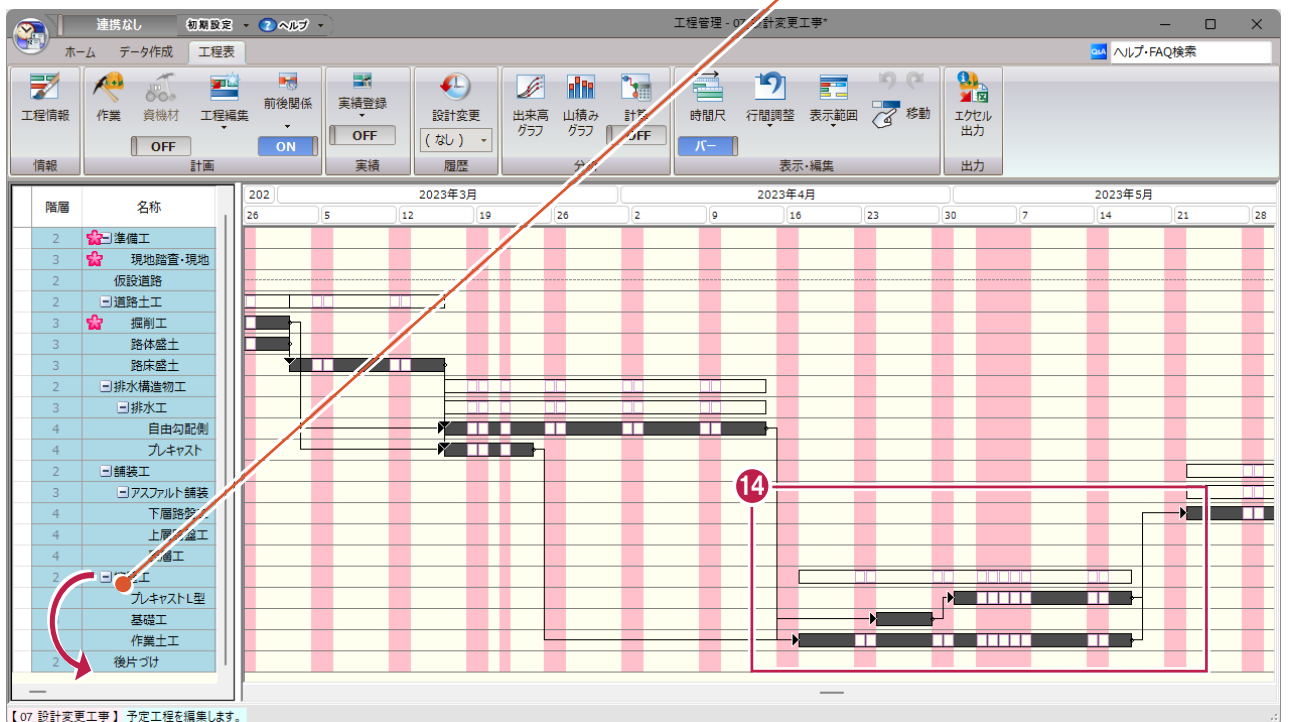 連携なし 初期設定 ヘルプ 工程管理 - 07 設計変更工事*
ホーム データ作成 工程表 Q&A ヘルプ・FAQ検索
工程情報 作業 資機材 工程編集 前後関係 実績登録 設計変更 出来高グラフ 山積みグラフ 時間尺 行間調整 表示範囲 移動 エクセル出力
OFF ON OFF (なし) OFF バー
情報 計画 実績 履歴 表示・編集 出力
階層 名称 202 2023年3月 2023年4月 2023年5月
26 5 12 19 26 2 9 16 23 30 7 14 21 28
2 準備工
3 現地踏査・現地
2 仮設道路
2 道路土工
3 掘削工
3 路体盛土
3 路床盛土
2 排水構造物工
3 排水工
4 自由勾配側
4 プレキャスト
2 舗装工
3 アスファルト舗装
14
4 下層路盤
4 上層路盤工
4 層工
2 工
プレキャストL型
基礎工
作業土工
2 後片づけ
【 07 設計変更工事 】 予定工程を編集します。